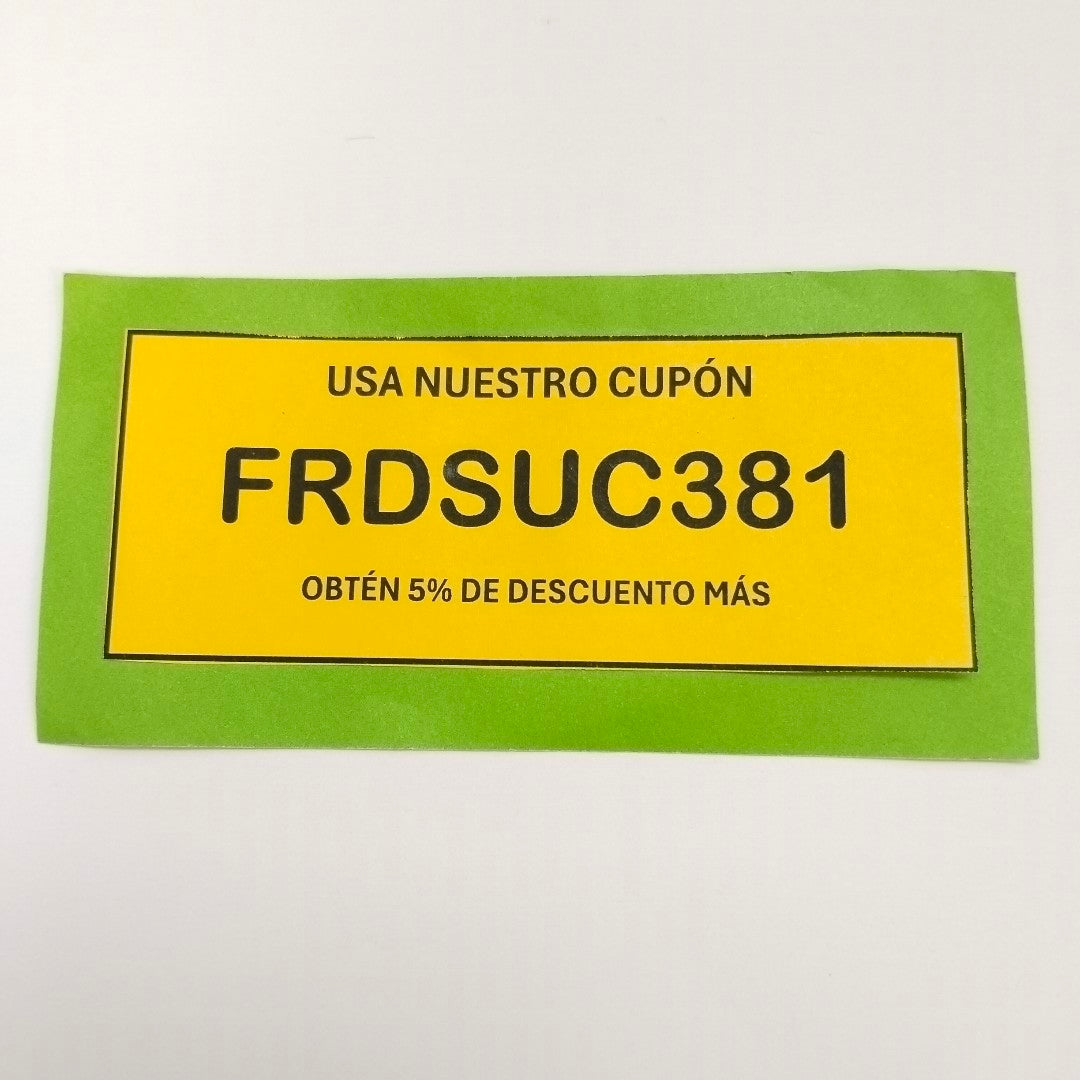 USA NUESTRO CUPÓN
FRDSUC381
OBTÉN 5% DE DESCUENTO MÁS